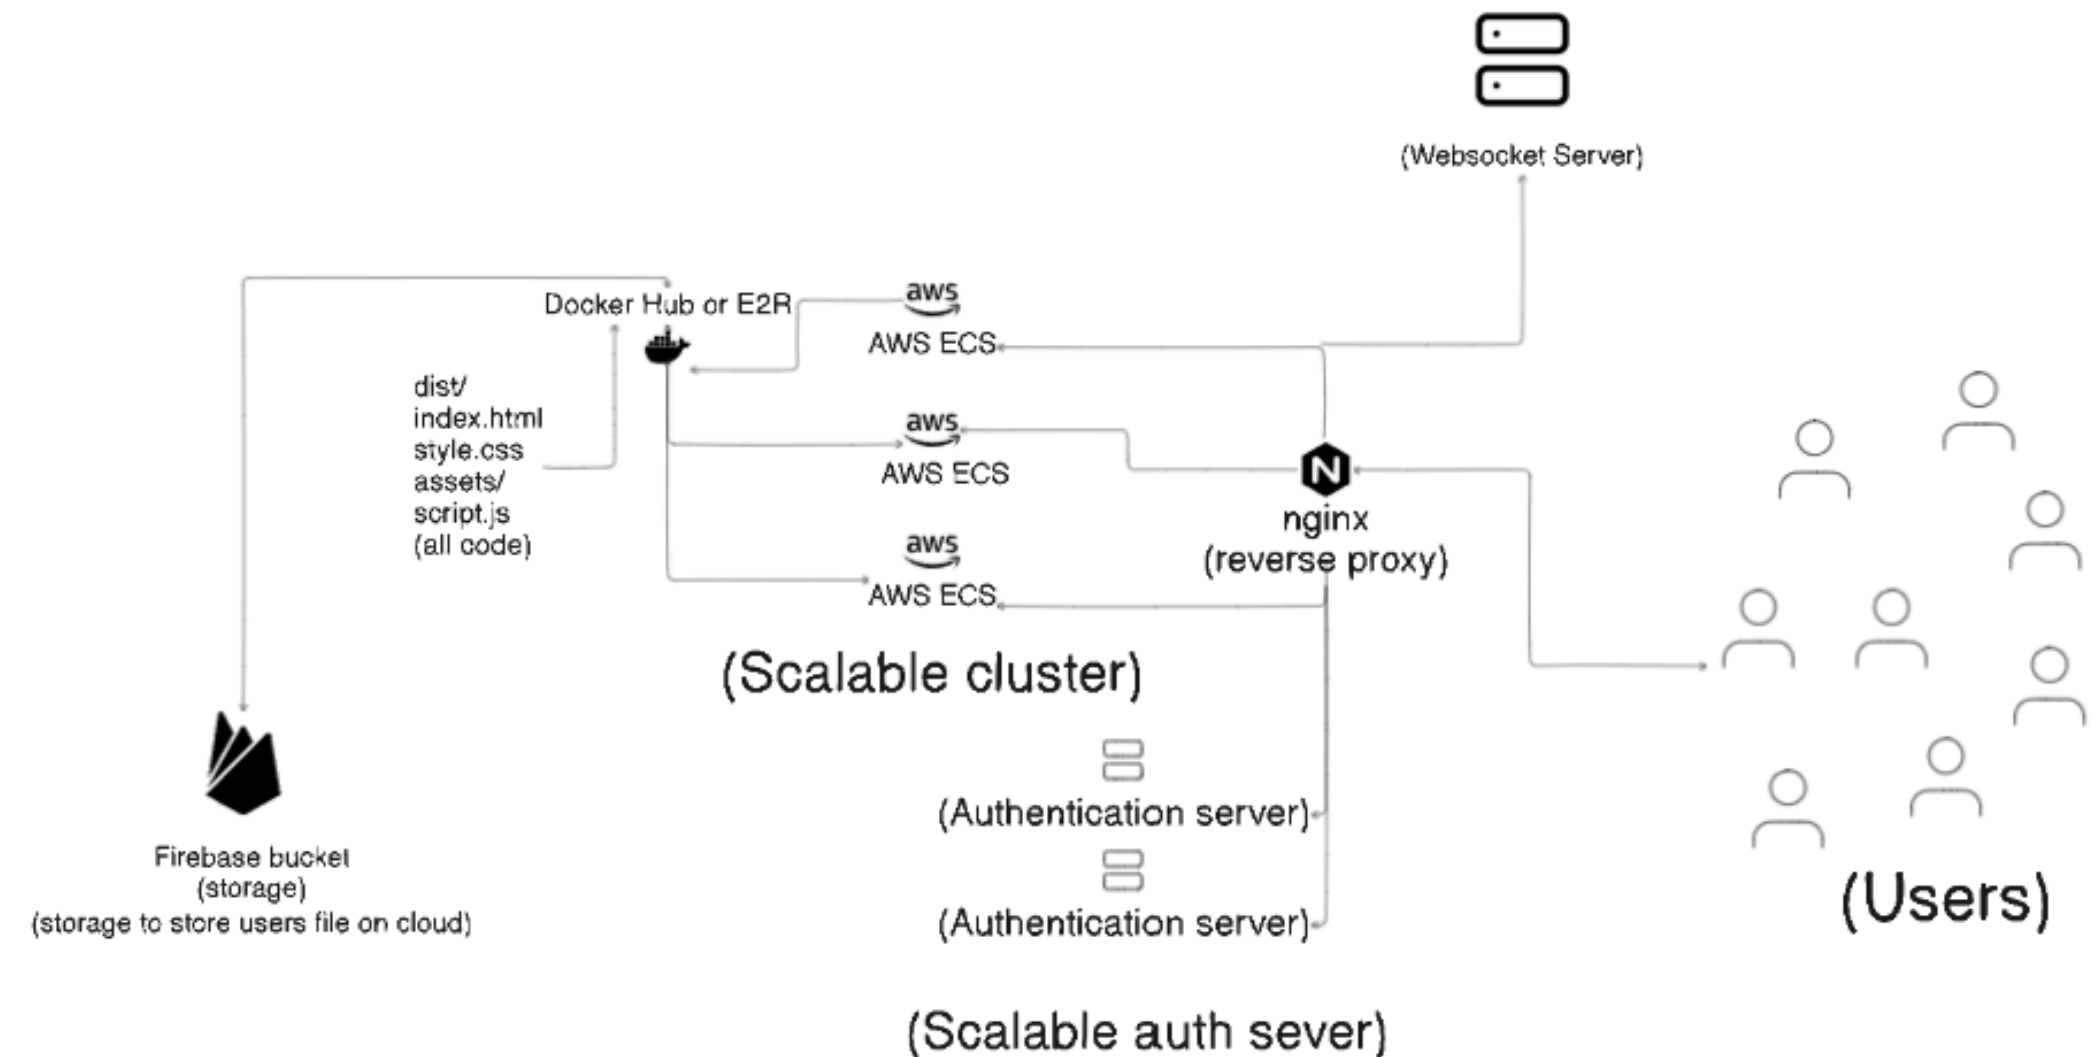 (Websocket Server)
Docker Hub or E2R
aws
AWS ECS
dist/
index.html
style.css
assets/
script.js
(all code)
aws
AWS ECS
N
nginx
(reverse proxy)
aws
AWS ECS
(Scalable cluster)
(Authentication server)
(Authentication server)
(Scalable auth sever)
Firebase bucket
(storage)
(storage to store users file on cloud)
(Users)